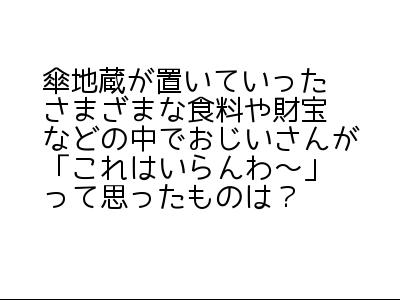 傘地蔵が置いていった
さまざまな食料や財宝
などの中でおじいさんが
「これはいらんわ～」
って思ったものは？